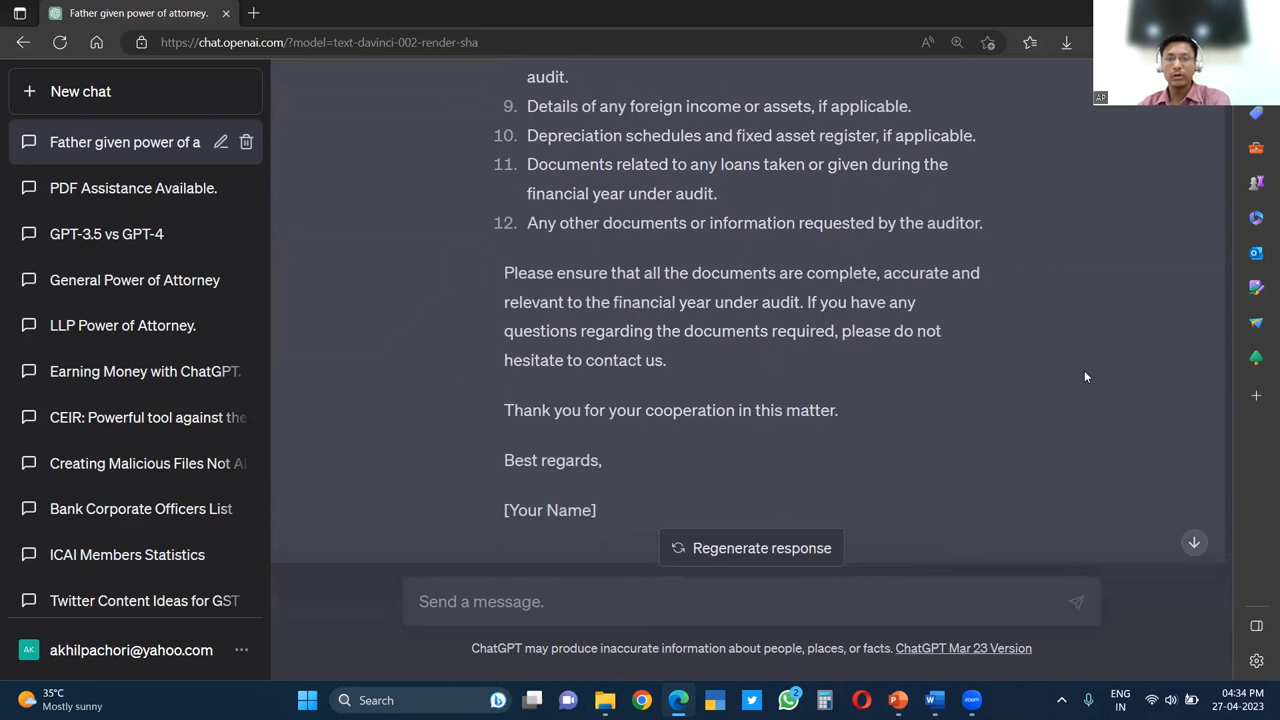 Father given power of attorney.
https://chat.openai.com/?model=text-davinci-002-render-sha
AP
New chat
Father given power of a
PDF Assistance Available.
GPT-3.5 vs GPT-4
General Power of Attorney
LLP Power of Attorney.
Earning Money with ChatGPT.
CEIR: Powerful tool against the
Creating Malicious Files Not Al
Bank Corporate Officers List
ICAI Members Statistics
Twitter Content Ideas for GST
AK akhilpachori@yahoo.com
audit.
9. Details of any foreign income or assets, if applicable.
10. Depreciation schedules and fixed asset register, if applicable.
11. Documents related to any loans taken or given during the
financial year under audit.
12. Any other documents or information requested by the auditor.
Please ensure that all the documents are complete, accurate and
relevant to the financial year under audit. If you have any
questions regarding the documents required, please do not
hesitate to contact us.
Thank you for your cooperation in this matter.
Best regards,
[Your Name]
Regenerate response
Send a message.
ChatGPT may produce inaccurate information about people, places, or facts. ChatGPT Mar 23 Version
35°C
Mostly sunny
Search
2
zoom
ENG
IN
04:34 PM
27-04-2023